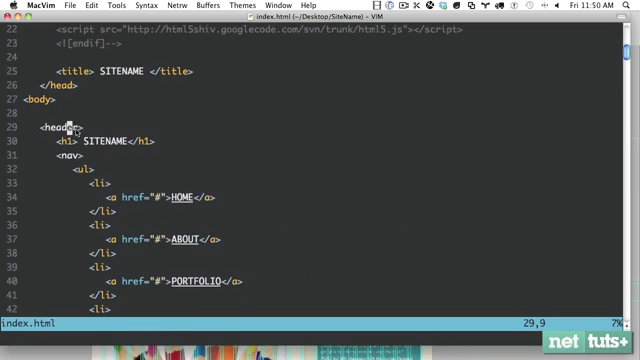 MacVim File Edit Tools Syntax Netrw Buffers Window Help Fri 11:50 AM
index.html (~/Desktop/SiteName) - VIM
22 <script src="http://html5shiv.googlecode.com/svn/trunk/html5.js"></script>
23 <![endif]-->
24
25 <title> SITENAME </title>
26 </head>
27 <body>
28
29 <header>
30 <h1> SITENAME</h1>
31 <nav>
32 <ul>
33 <li>
34 <a href="#">HOME</a>
35 </li>
36 <li>
37 <a href="#">ABOUT</a>
38 </li>
39 <li>
40 <a href="#">PORTFOLIO</a>
41 </li>
42 <li>
index.html 29,9 7%
net tuts+